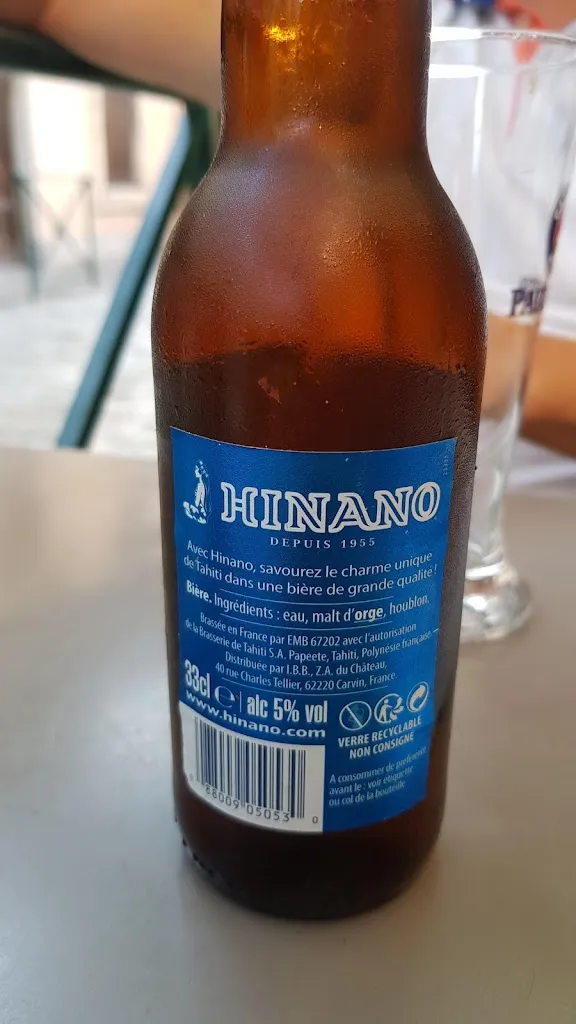 HINANO
DEPUIS 1955
Avec Hinano, savourez le charme unique
de Tahiti dans une bière de grande qualité !
Bière. Ingrédients : eau, malt d'orge, houblon.
Brassée en France par EMB 67202 avec l'autorisation
de la Brasserie de Tahiti S.A. Papeete, Tahiti, Polynésie française –
Distribuée par I.B.B., Z.A. du Château,
40 rue Charles Tellier, 62220 Carvin, France
33cl e alc 5% vol
www.hinano.com
VERRE RECYCLABLE
NON CONSIGNÉ
A consommer de préférence
avant le : voir étiquette
ou col de la bouteille
88009 05053 0